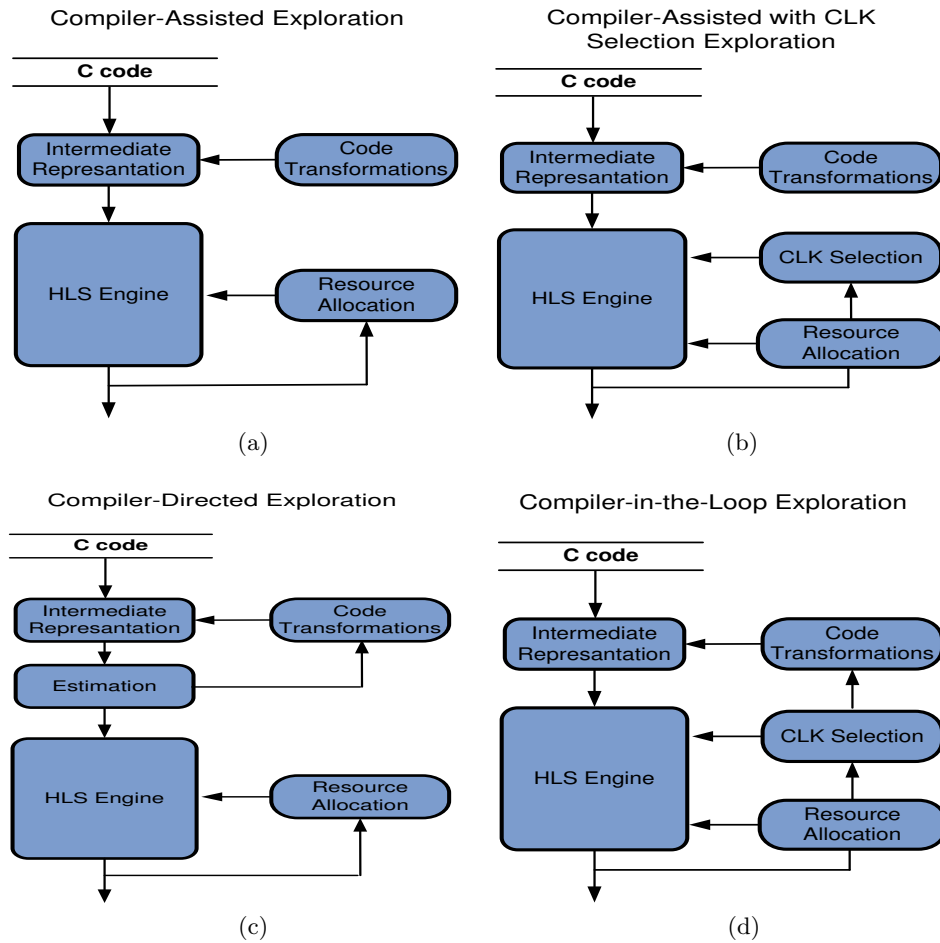 Compiler-Assisted Exploration
C code
Intermediate
Represantation
Code
Transformations
HLS Engine
Resource
Allocation
(a)
Compiler-Assisted with CLK
Selection Exploration
C code
Intermediate
Represantation
Code
Transformations
CLK Selection
HLS Engine
Resource
Allocation
(b)
Compiler-Directed Exploration
C code
Intermediate
Represantation
Code
Transformations
Estimation
HLS Engine
Resource
Allocation
(c)
Compiler-in-the-Loop Exploration
C code
Intermediate
Represantation
Code
Transformations
CLK Selection
HLS Engine
Resource
Allocation
(d)